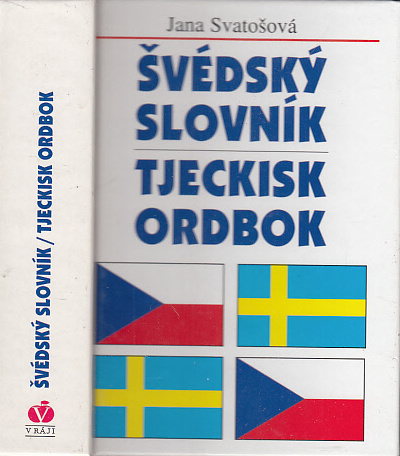 Jana Svatošová
ŠVÉDSKÝ
SLOVNÍK
TJECKISK
ORDBOK
ŠVÉDSKÝ SLOVNÍK / TJECKISK ORDBOK
V
V RÁJI